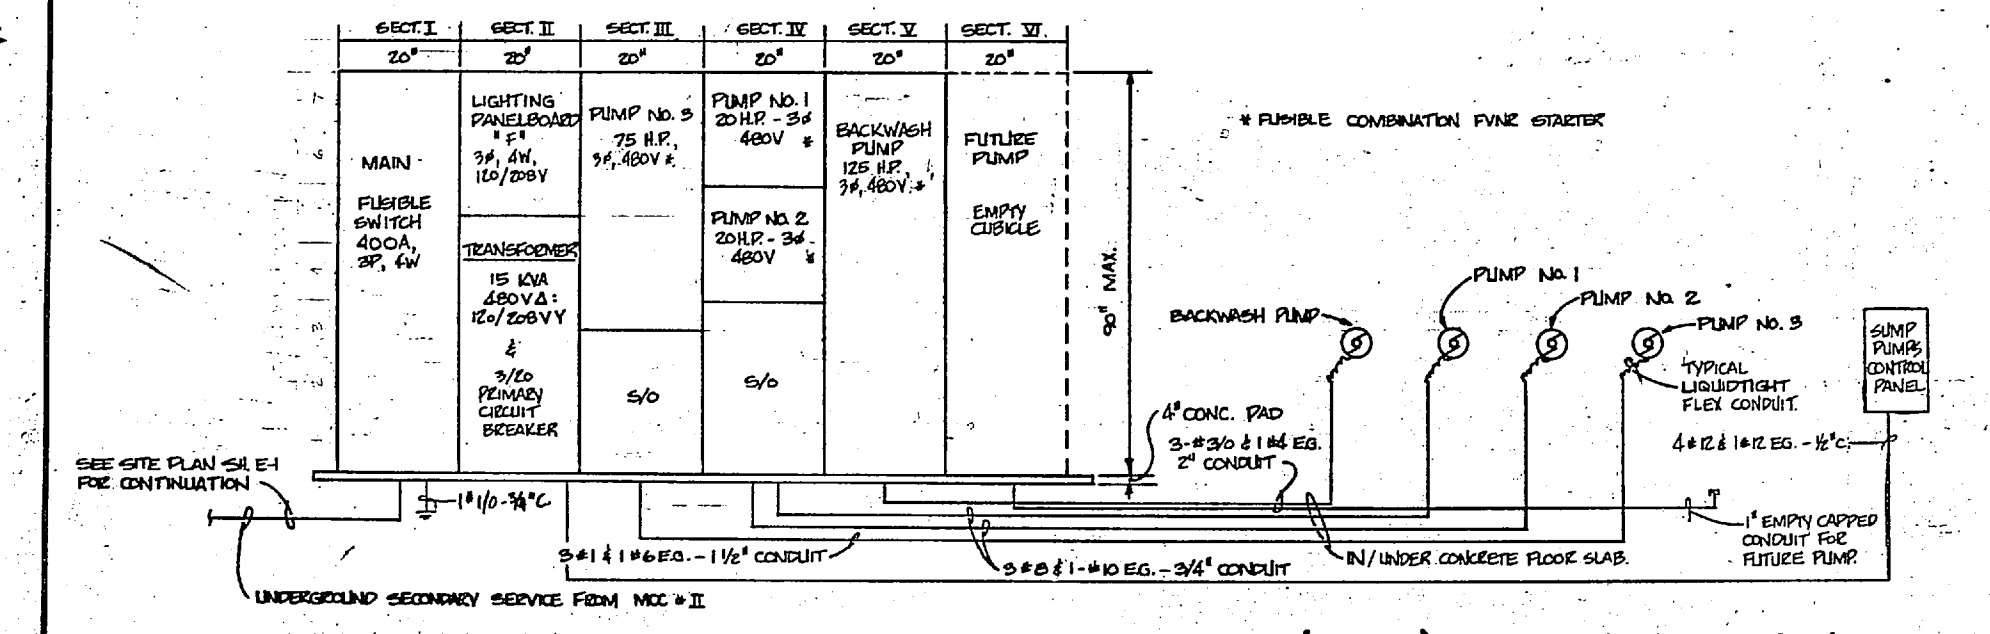 SECT. I
SECT. II
SECT. III
SECT. IV
SECT. V
SECT. VI.
20"
20"
20"
20"
20"
20"
MAIN
FUSIBLE
SWITCH
400A,
3P, 4W
LIGHTING
PANELBOARD
"F"
3ø, 4W,
120/208V
TRANSFORMER
15 KVA
480V Δ:
120/208V Y
&
3/20
PRIMARY
CIRCUIT
BREAKER
PUMP NO. 3
75 H.P.,
3ø, 480V *
S/O
PUMP NO. 1
20 H.P. - 3ø
480V *
PUMP NO. 2
20 H.P. - 3ø
480V *
S/O
BACKWASH
PUMP
125 H.P.,
3ø, 480V *
FUTURE
PUMP
EMPTY
CUBICLE
90" MAX.
* FUSIBLE COMBINATION FVNR STARTER
BACKWASH PUMP
PUMP NO. 1
PUMP NO. 2
PUMP NO. 3
TYPICAL
LIQUIDTIGHT
FLEX CONDUIT.
SUMP
PUMPS
CONTROL
PANEL
4 #12 & 1 #12 EG. - ½"C.
4" CONC. PAD
3-#3/0 & 1 #4 EG.
2" CONDUIT
SEE SITE PLAN SH. E-1
FOR CONTINUATION
1 #1/0 - ¾"C
3 #1 & 1 #6 EG. - 1 1/2" CONDUIT
3 #8 & 1-#10 EG. - 3/4" CONDUIT
IN/UNDER CONCRETE FLOOR SLAB.
1" EMPTY CAPPED
CONDUIT FOR
FUTURE PUMP.
UNDERGROUND SECONDARY SERVICE FROM MCC #II